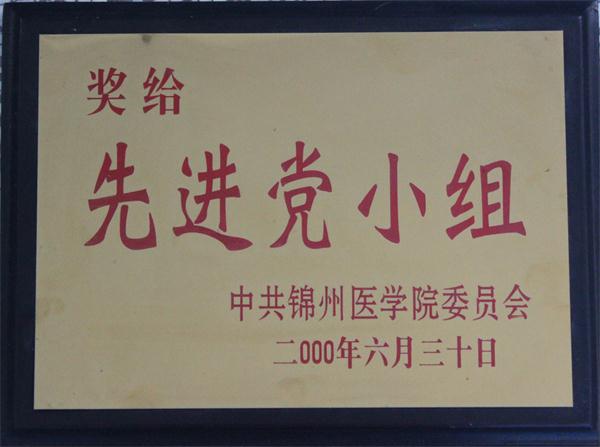 奖给
先进党小组
中共锦州医学院委员会
二000年六月三十日